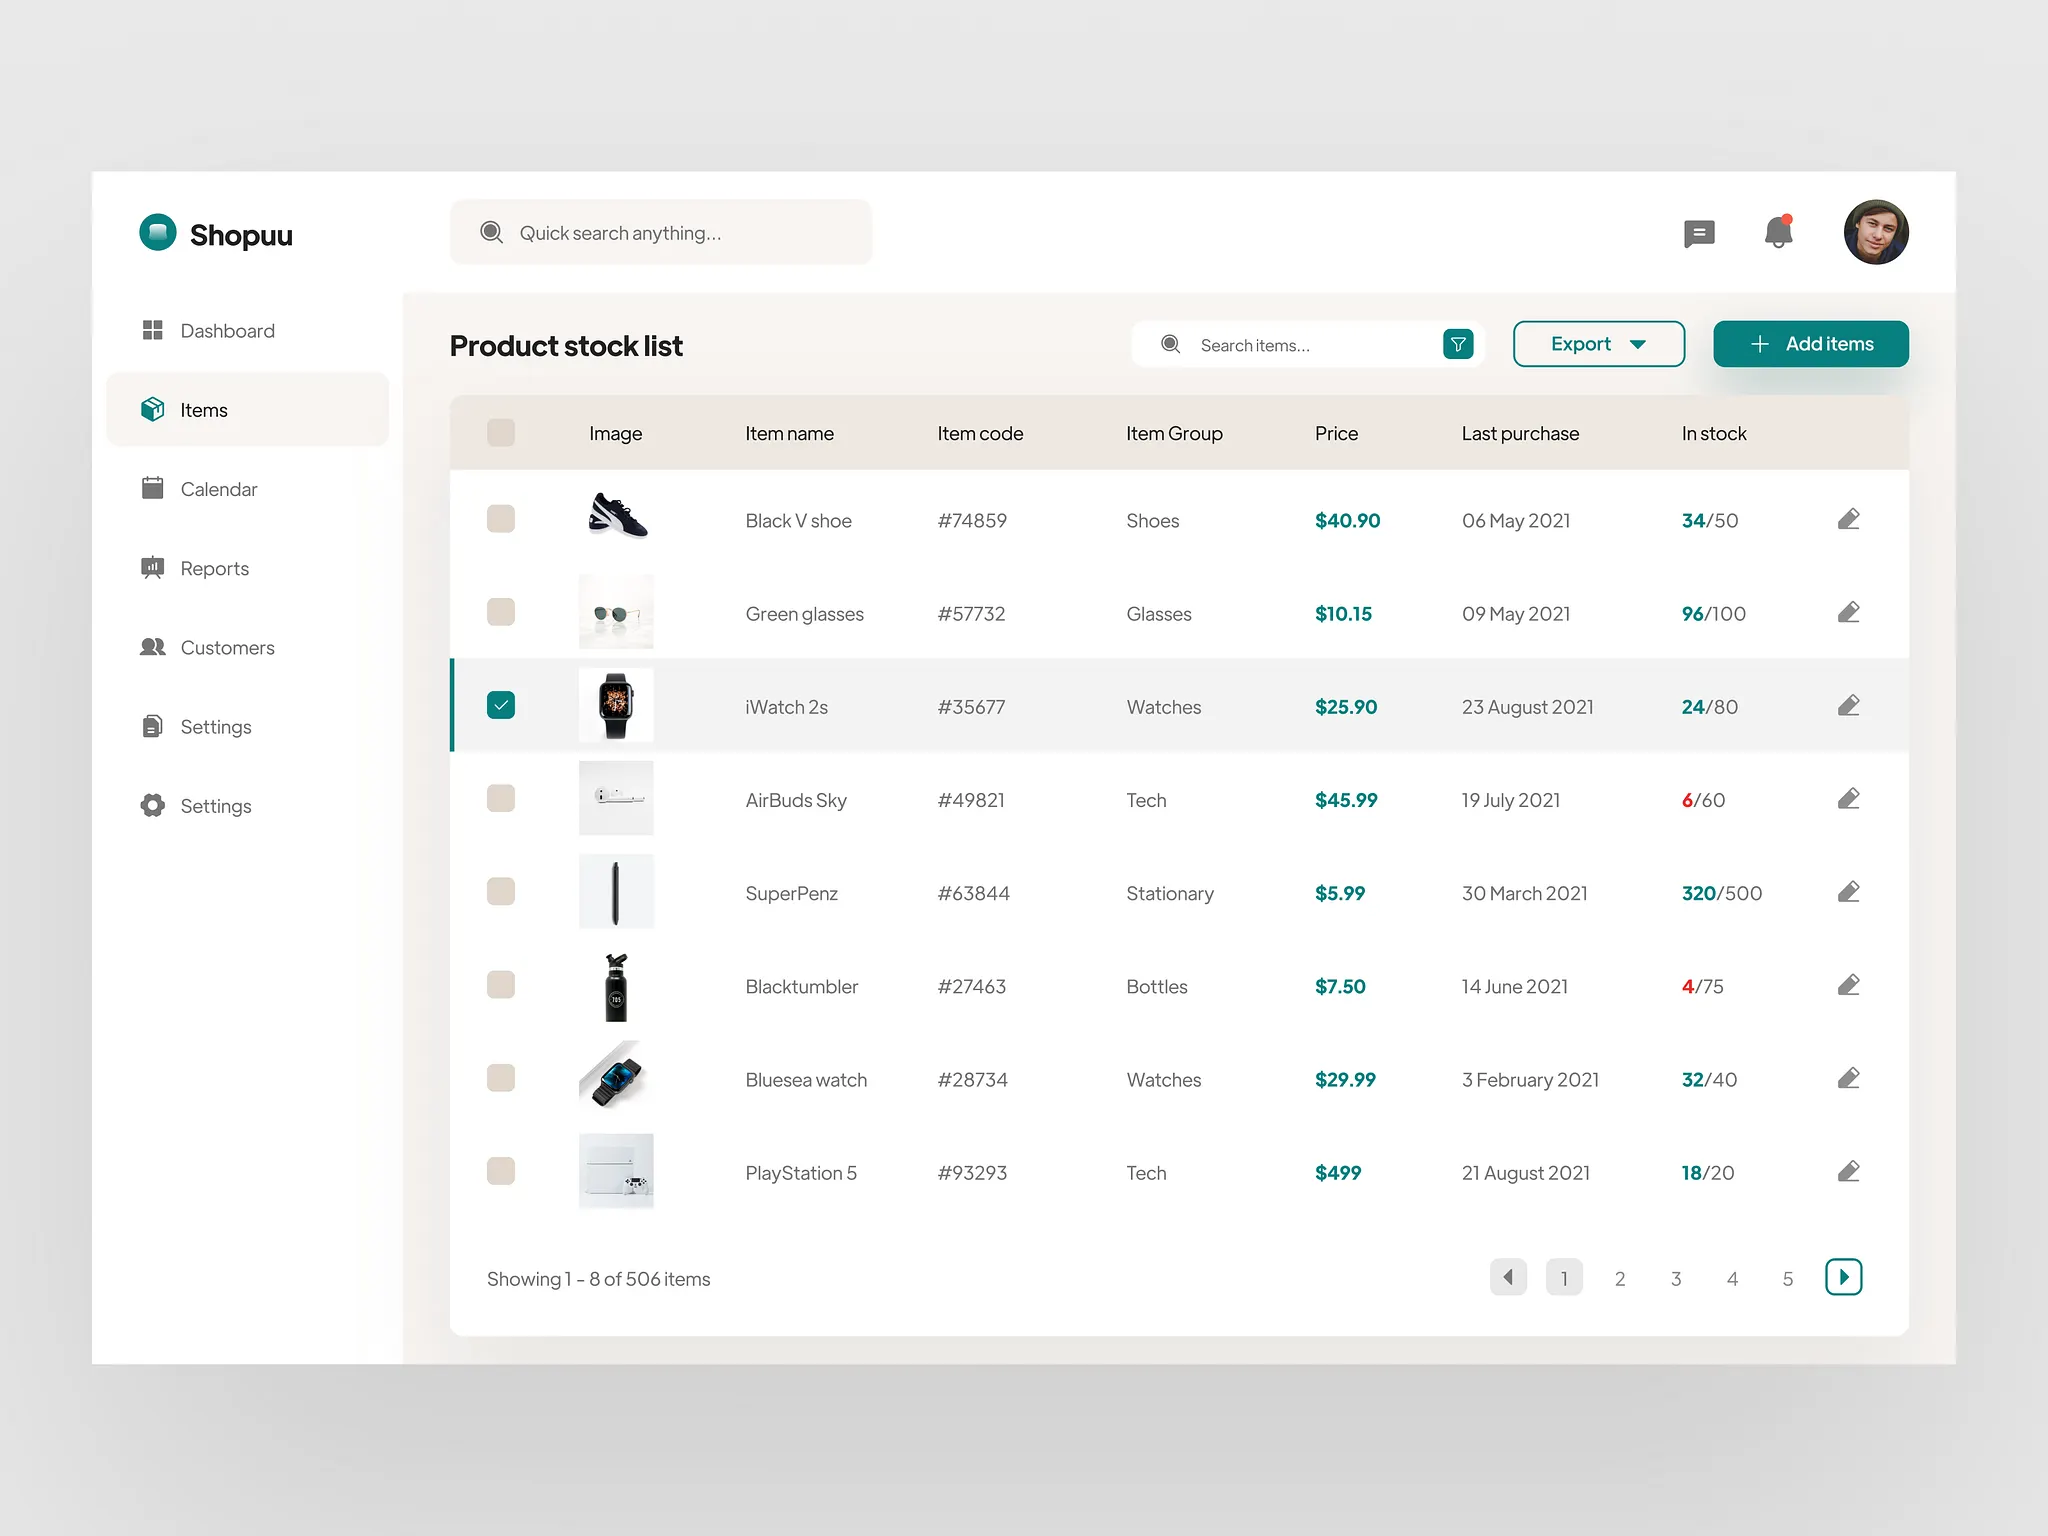 Shopuu
Quick search anything...
Dashboard
Items
Calendar
Reports
Customers
Settings
Settings
Product stock list
Search items...
Export
Add items
Image Item name Item code Item Group Price Last purchase In stock
Black V shoe #74859 Shoes $40.90 06 May 2021 34/50
Green glasses #57732 Glasses $10.15 09 May 2021 96/100
iWatch 2s #35677 Watches $25.90 23 August 2021 24/80
AirBuds Sky #49821 Tech $45.99 19 July 2021 6/60
SuperPenz #63844 Stationary $5.99 30 March 2021 320/500
Blacktumbler #27463 Bottles $7.50 14 June 2021 4/75
705
Bluesea watch #28734 Watches $29.99 3 February 2021 32/40
PlayStation 5 #93293 Tech $499 21 August 2021 18/20
Showing 1 - 8 of 506 items
1 2 3 4 5